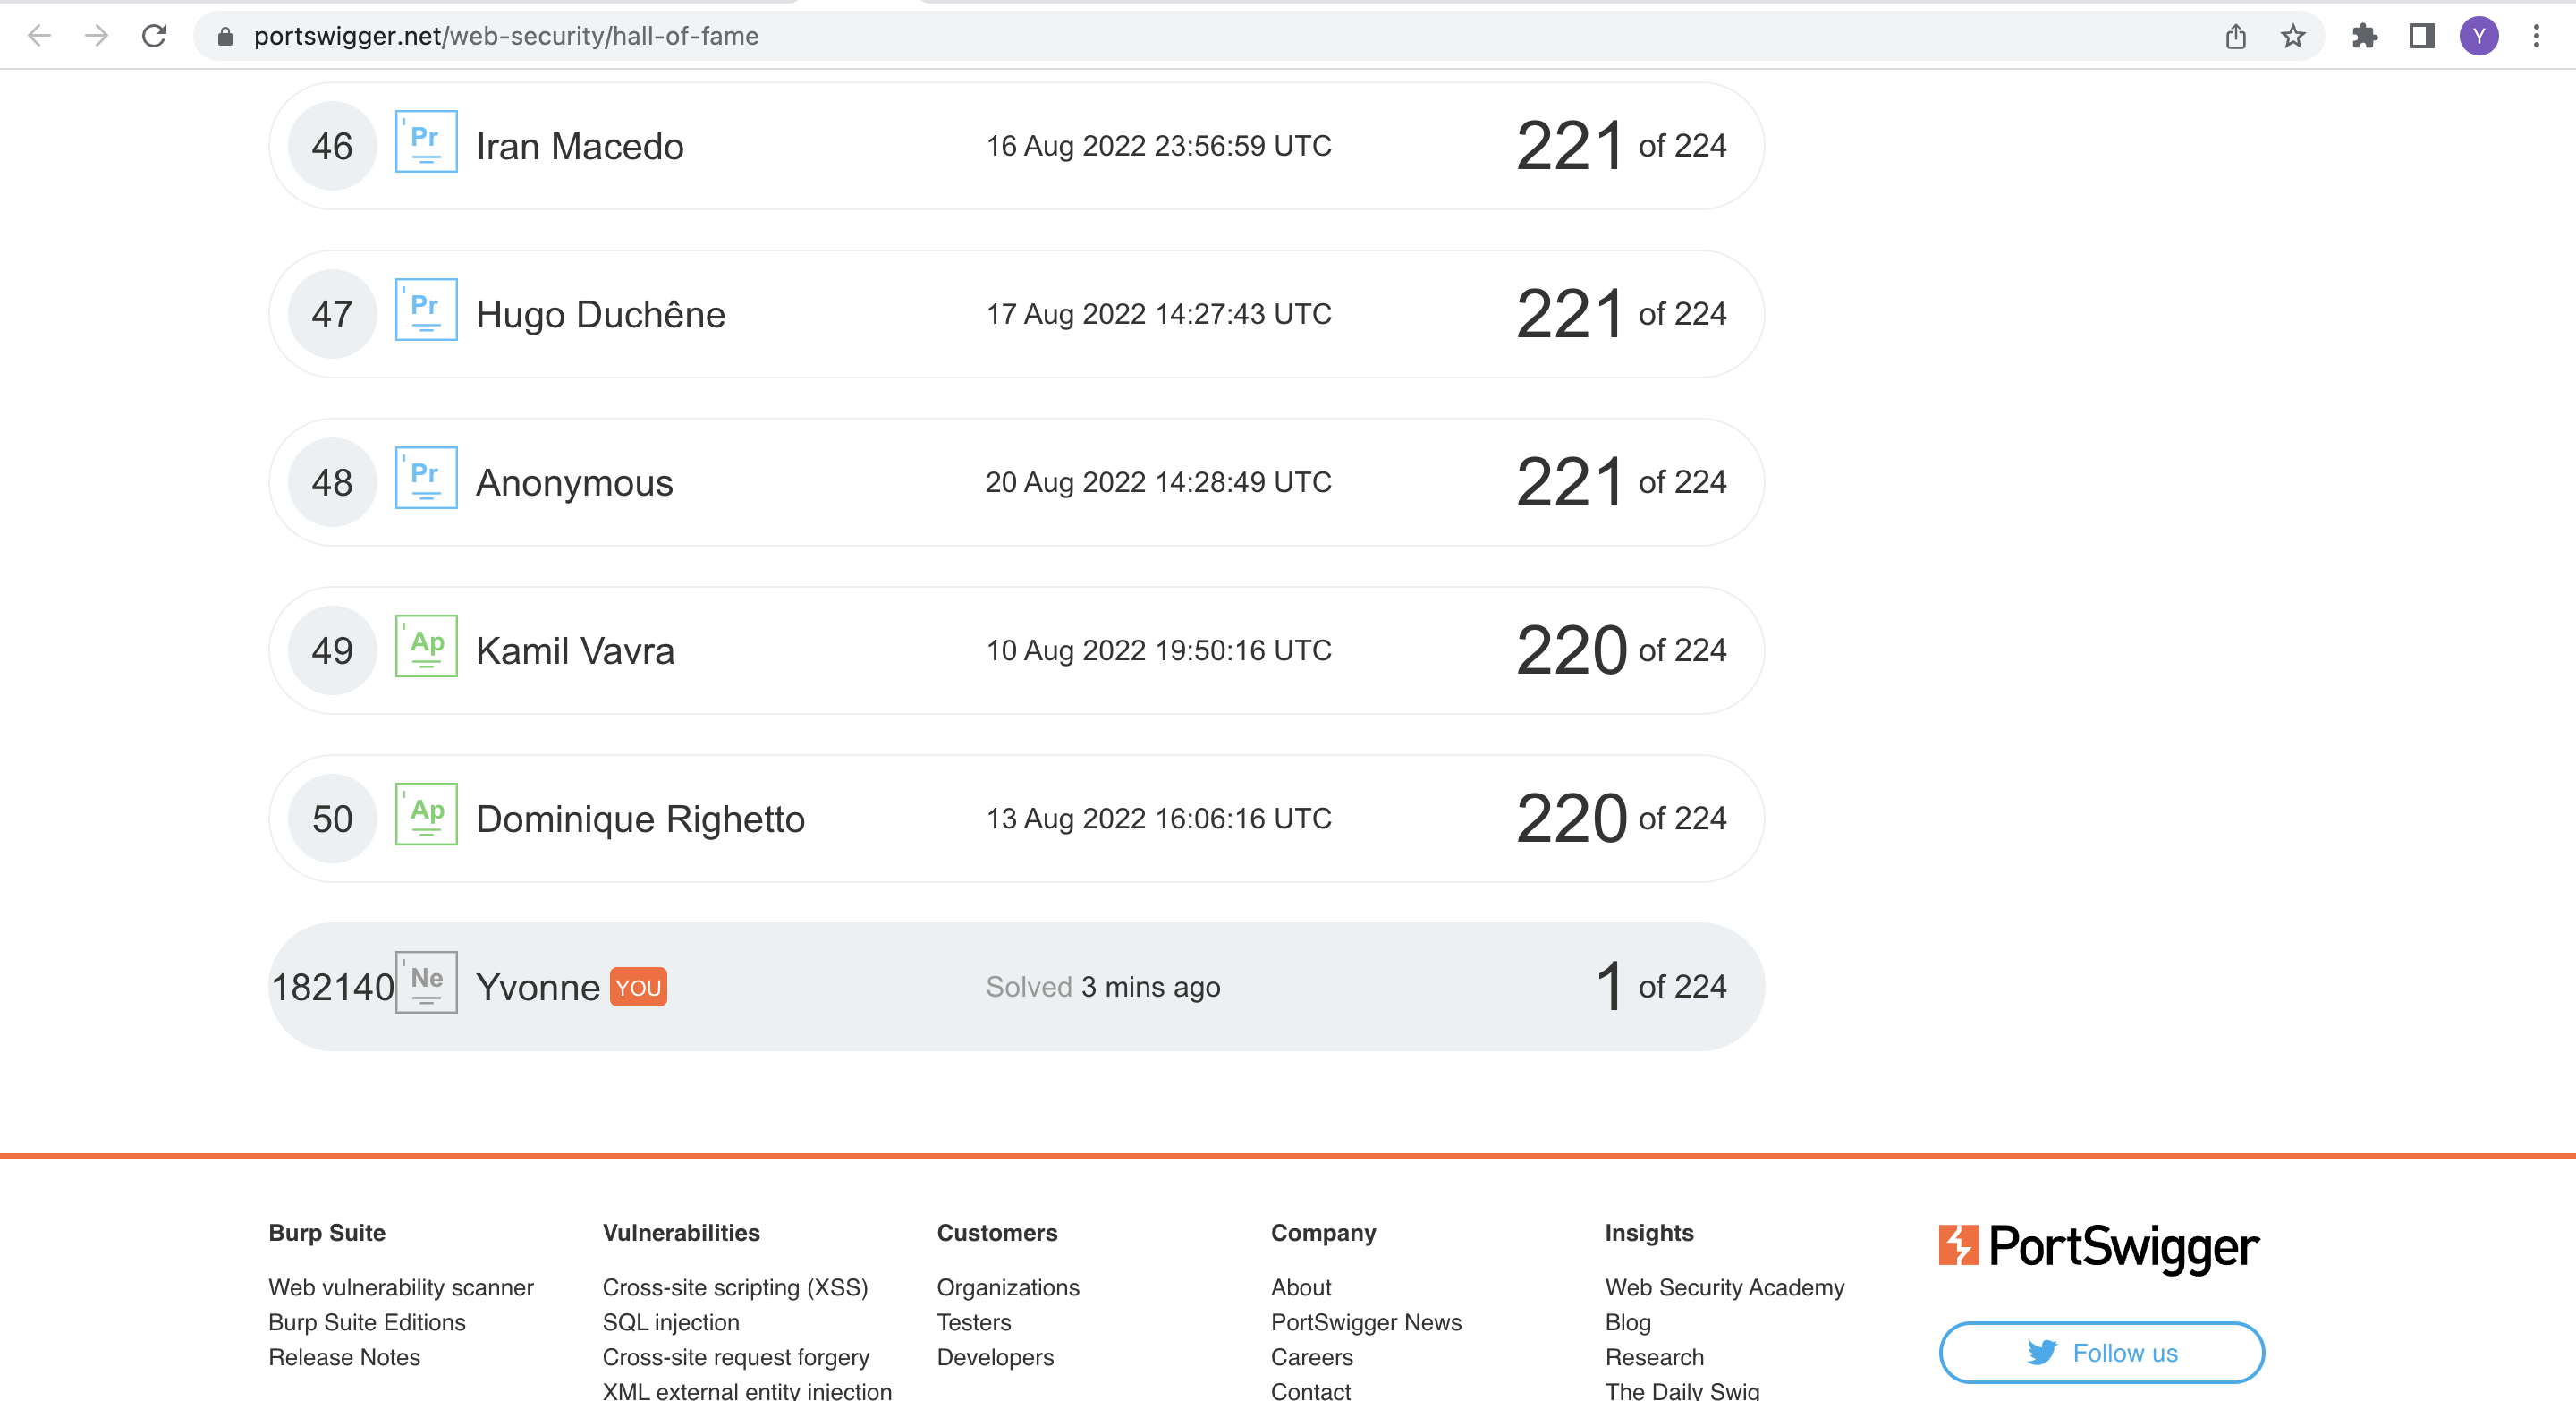 portswigger.net/web-security/hall-of-fame
Y
46 Pr Iran Macedo 16 Aug 2022 23:56:59 UTC 221 of 224
47 Pr Hugo Duchêne 17 Aug 2022 14:27:43 UTC 221 of 224
48 Pr Anonymous 20 Aug 2022 14:28:49 UTC 221 of 224
49 Ap Kamil Vavra 10 Aug 2022 19:50:16 UTC 220 of 224
50 Ap Dominique Righetto 13 Aug 2022 16:06:16 UTC 220 of 224
182140 Ne Yvonne YOU Solved 3 mins ago 1 of 224
Burp Suite
Web vulnerability scanner
Burp Suite Editions
Release Notes
Vulnerabilities
Cross-site scripting (XSS)
SQL injection
Cross-site request forgery
XML external entity injection
Customers
Organizations
Testers
Developers
Company
About
PortSwigger News
Careers
Contact
Insights
Web Security Academy
Blog
Research
The Daily Swig
PortSwigger
Follow us